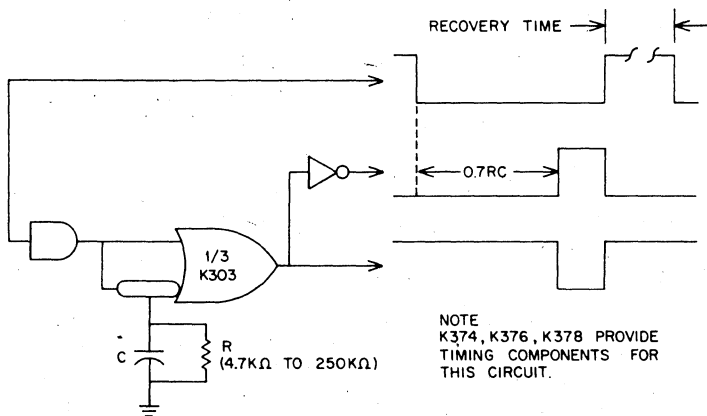 RECOVERY TIME
0.7RC
1/3
K303
C
R
(4.7KΩ TO 250KΩ)
NOTE
K374, K376, K378 PROVIDE
TIMING COMPONENTS FOR
THIS CIRCUIT.